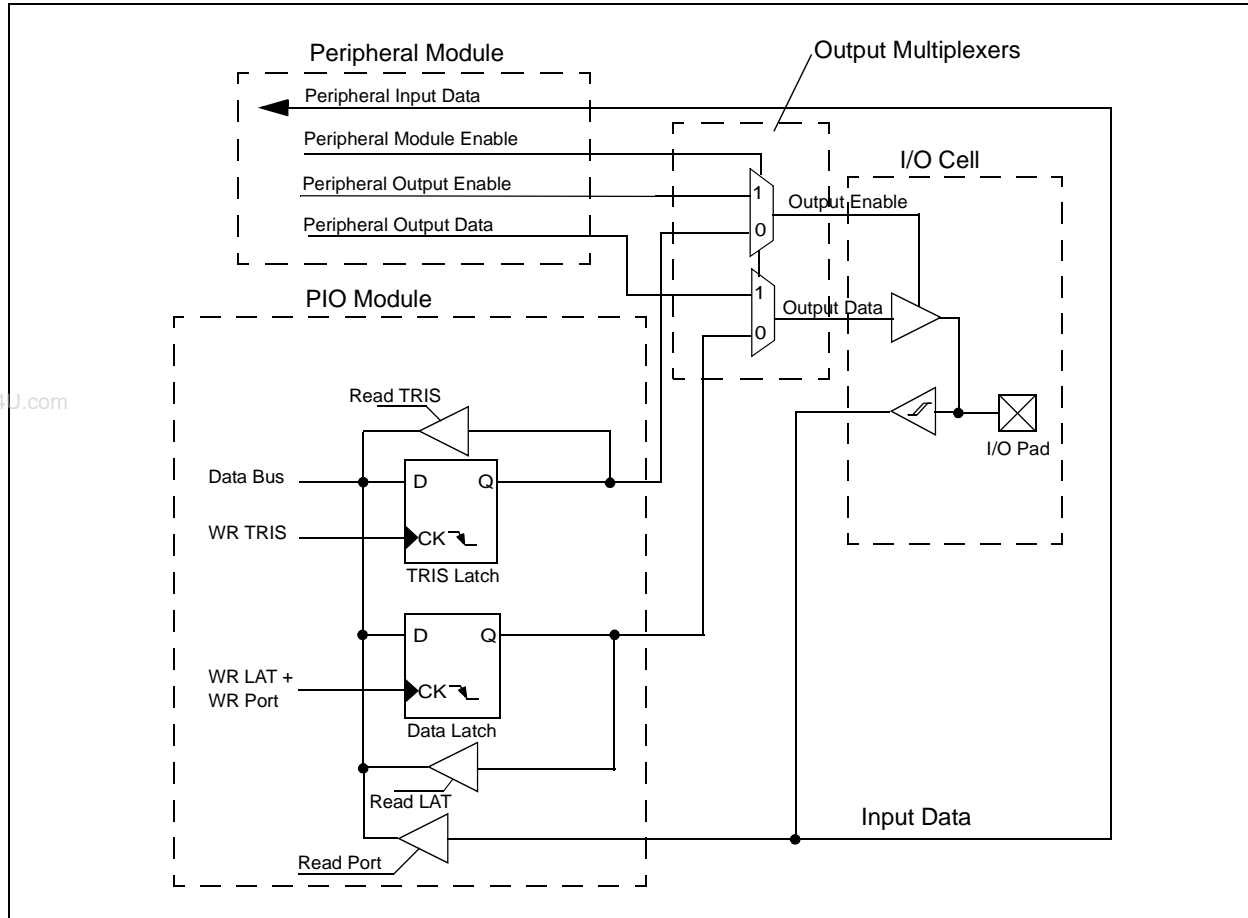 Peripheral Module
Output Multiplexers
Peripheral Input Data
Peripheral Module Enable
I/O Cell
Peripheral Output Enable
1
Output Enable
Peripheral Output Data
0
PIO Module
1
Output Data
0
Read TRIS
4U.com
I/O Pad
Data Bus
D
Q
WR TRIS
CK
TRIS Latch
D
Q
WR LAT +
WR Port
CK
Data Latch
Read LAT
Input Data
Read Port